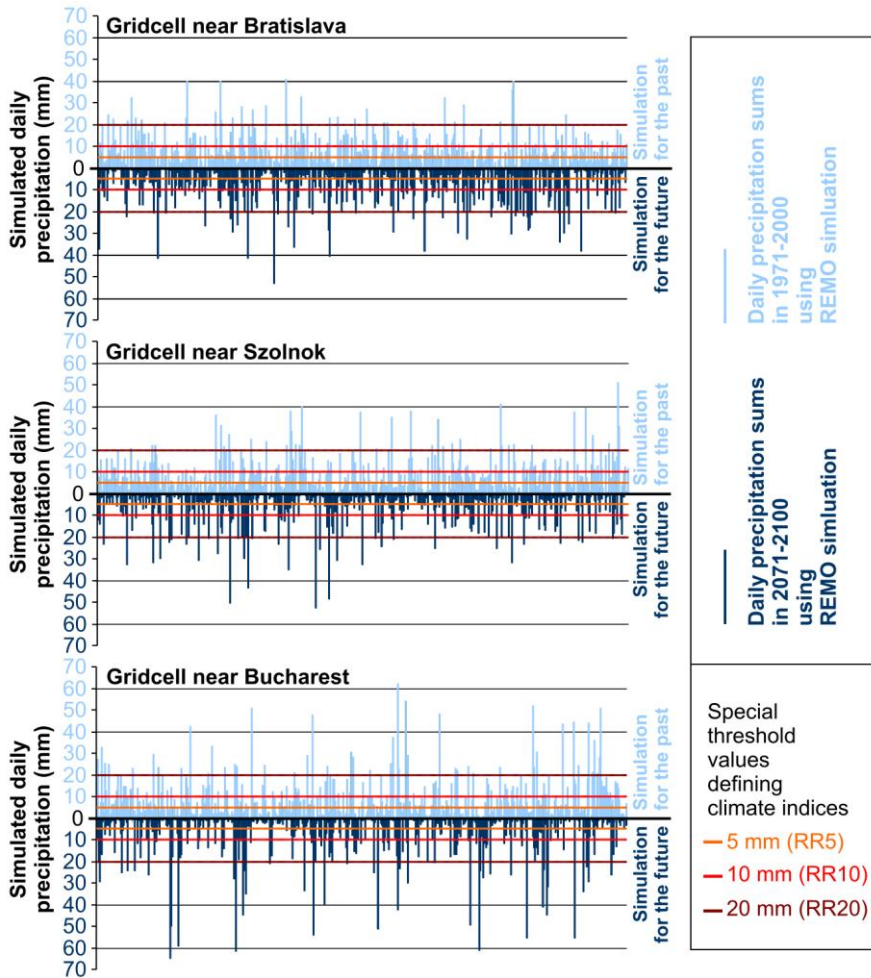 Gridcell near Bratislava
Simulated daily
precipitation (mm)
70
60
50
40
30
20
10
0
10
20
30
40
50
60
70
Simulation
for the past
Simulation
for the future
Gridcell near Szolnok
Simulated daily
precipitation (mm)
70
60
50
40
30
20
10
0
10
20
30
40
50
60
70
Simulation
for the past
Simulation
for the future
Gridcell near Bucharest
Simulated daily
precipitation (mm)
70
60
50
40
30
20
10
0
10
20
30
40
50
60
70
Simulation
for the past
Simulation
for the future
Daily precipitation sums
in 1971-2000
using
REMO simluation
Daily precipitation sums
in 2071-2100
using
REMO simluation
Special
threshold
values
defining
climate indices
5 mm (RR5)
10 mm (RR10)
20 mm (RR20)